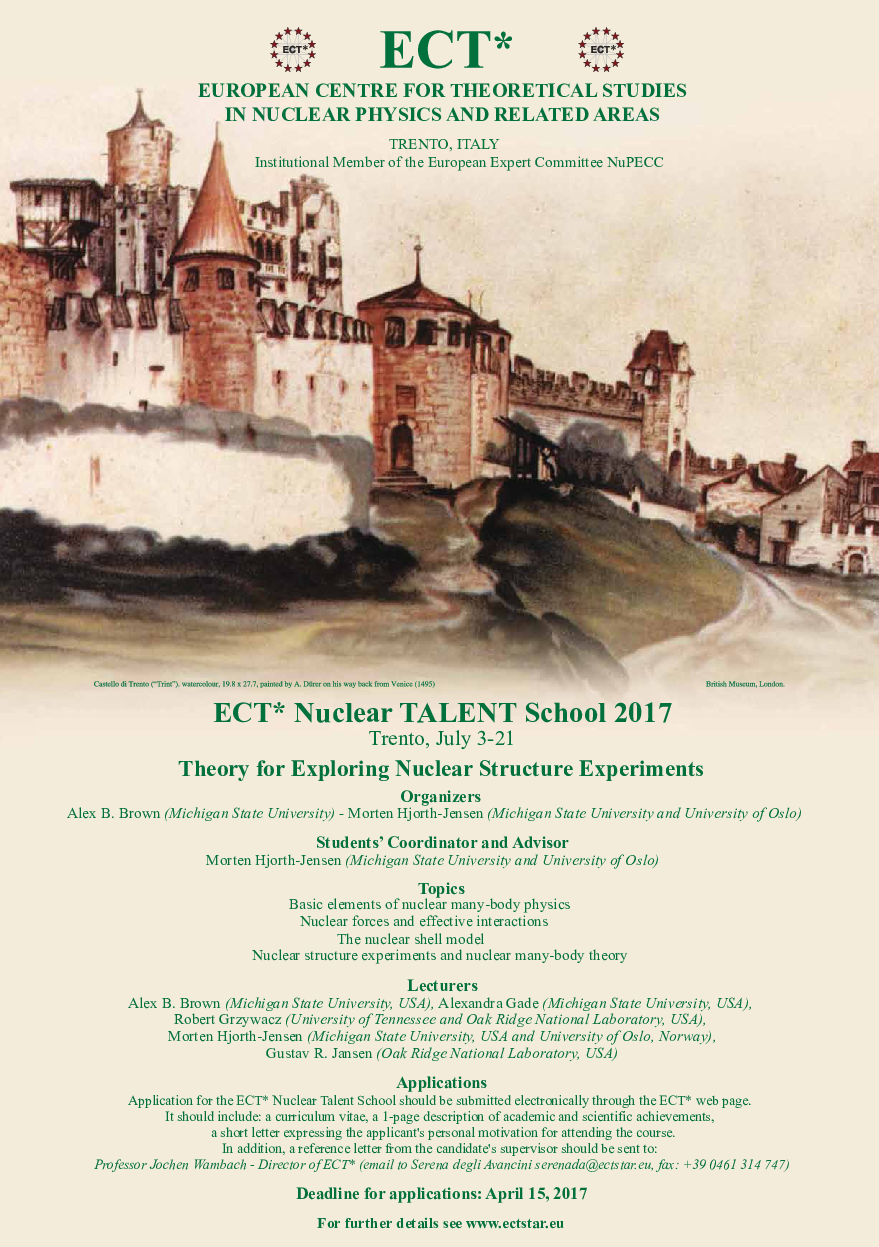 ECT*
ECT*
ECT*
EUROPEAN CENTRE FOR THEORETICAL STUDIES
IN NUCLEAR PHYSICS AND RELATED AREAS
TRENTO, ITALY
Institutional Member of the European Expert Committee NuPECC
Castello di Trento ("Trint"). watercolour, 19.8 x 27.7, painted by A. Dürer on his way back from Venice (1495)
British Museum, London.
ECT* Nuclear TALENT School 2017
Trento, July 3-21
Theory for Exploring Nuclear Structure Experiments
Organizers
Alex B. Brown (Michigan State University) - Morten Hjorth-Jensen (Michigan State University and University of Oslo)
Students’ Coordinator and Advisor
Morten Hjorth-Jensen (Michigan State University and University of Oslo)
Topics
Basic elements of nuclear many-body physics
Nuclear forces and effective interactions
The nuclear shell model
Nuclear structure experiments and nuclear many-body theory
Lecturers
Alex B. Brown (Michigan State University, USA), Alexandra Gade (Michigan State University, USA),
Robert Grzywacz (University of Tennessee and Oak Ridge National Laboratory, USA),
Morten Hjorth-Jensen (Michigan State University, USA and University of Oslo, Norway),
Gustav R. Jansen (Oak Ridge National Laboratory, USA)
Applications
Application for the ECT* Nuclear Talent School should be submitted electronically through the ECT* web page.
It should include: a curriculum vitae, a 1-page description of academic and scientific achievements,
a short letter expressing the applicant's personal motivation for attending the course.
In addition, a reference letter from the candidate's supervisor should be sent to:
Professor Jochen Wambach - Director of ECT* (email to Serena degli Avancini serenada@ectstar.eu, fax: +39 0461 314 747)
Deadline for applications: April 15, 2017
For further details see www.ectstar.eu